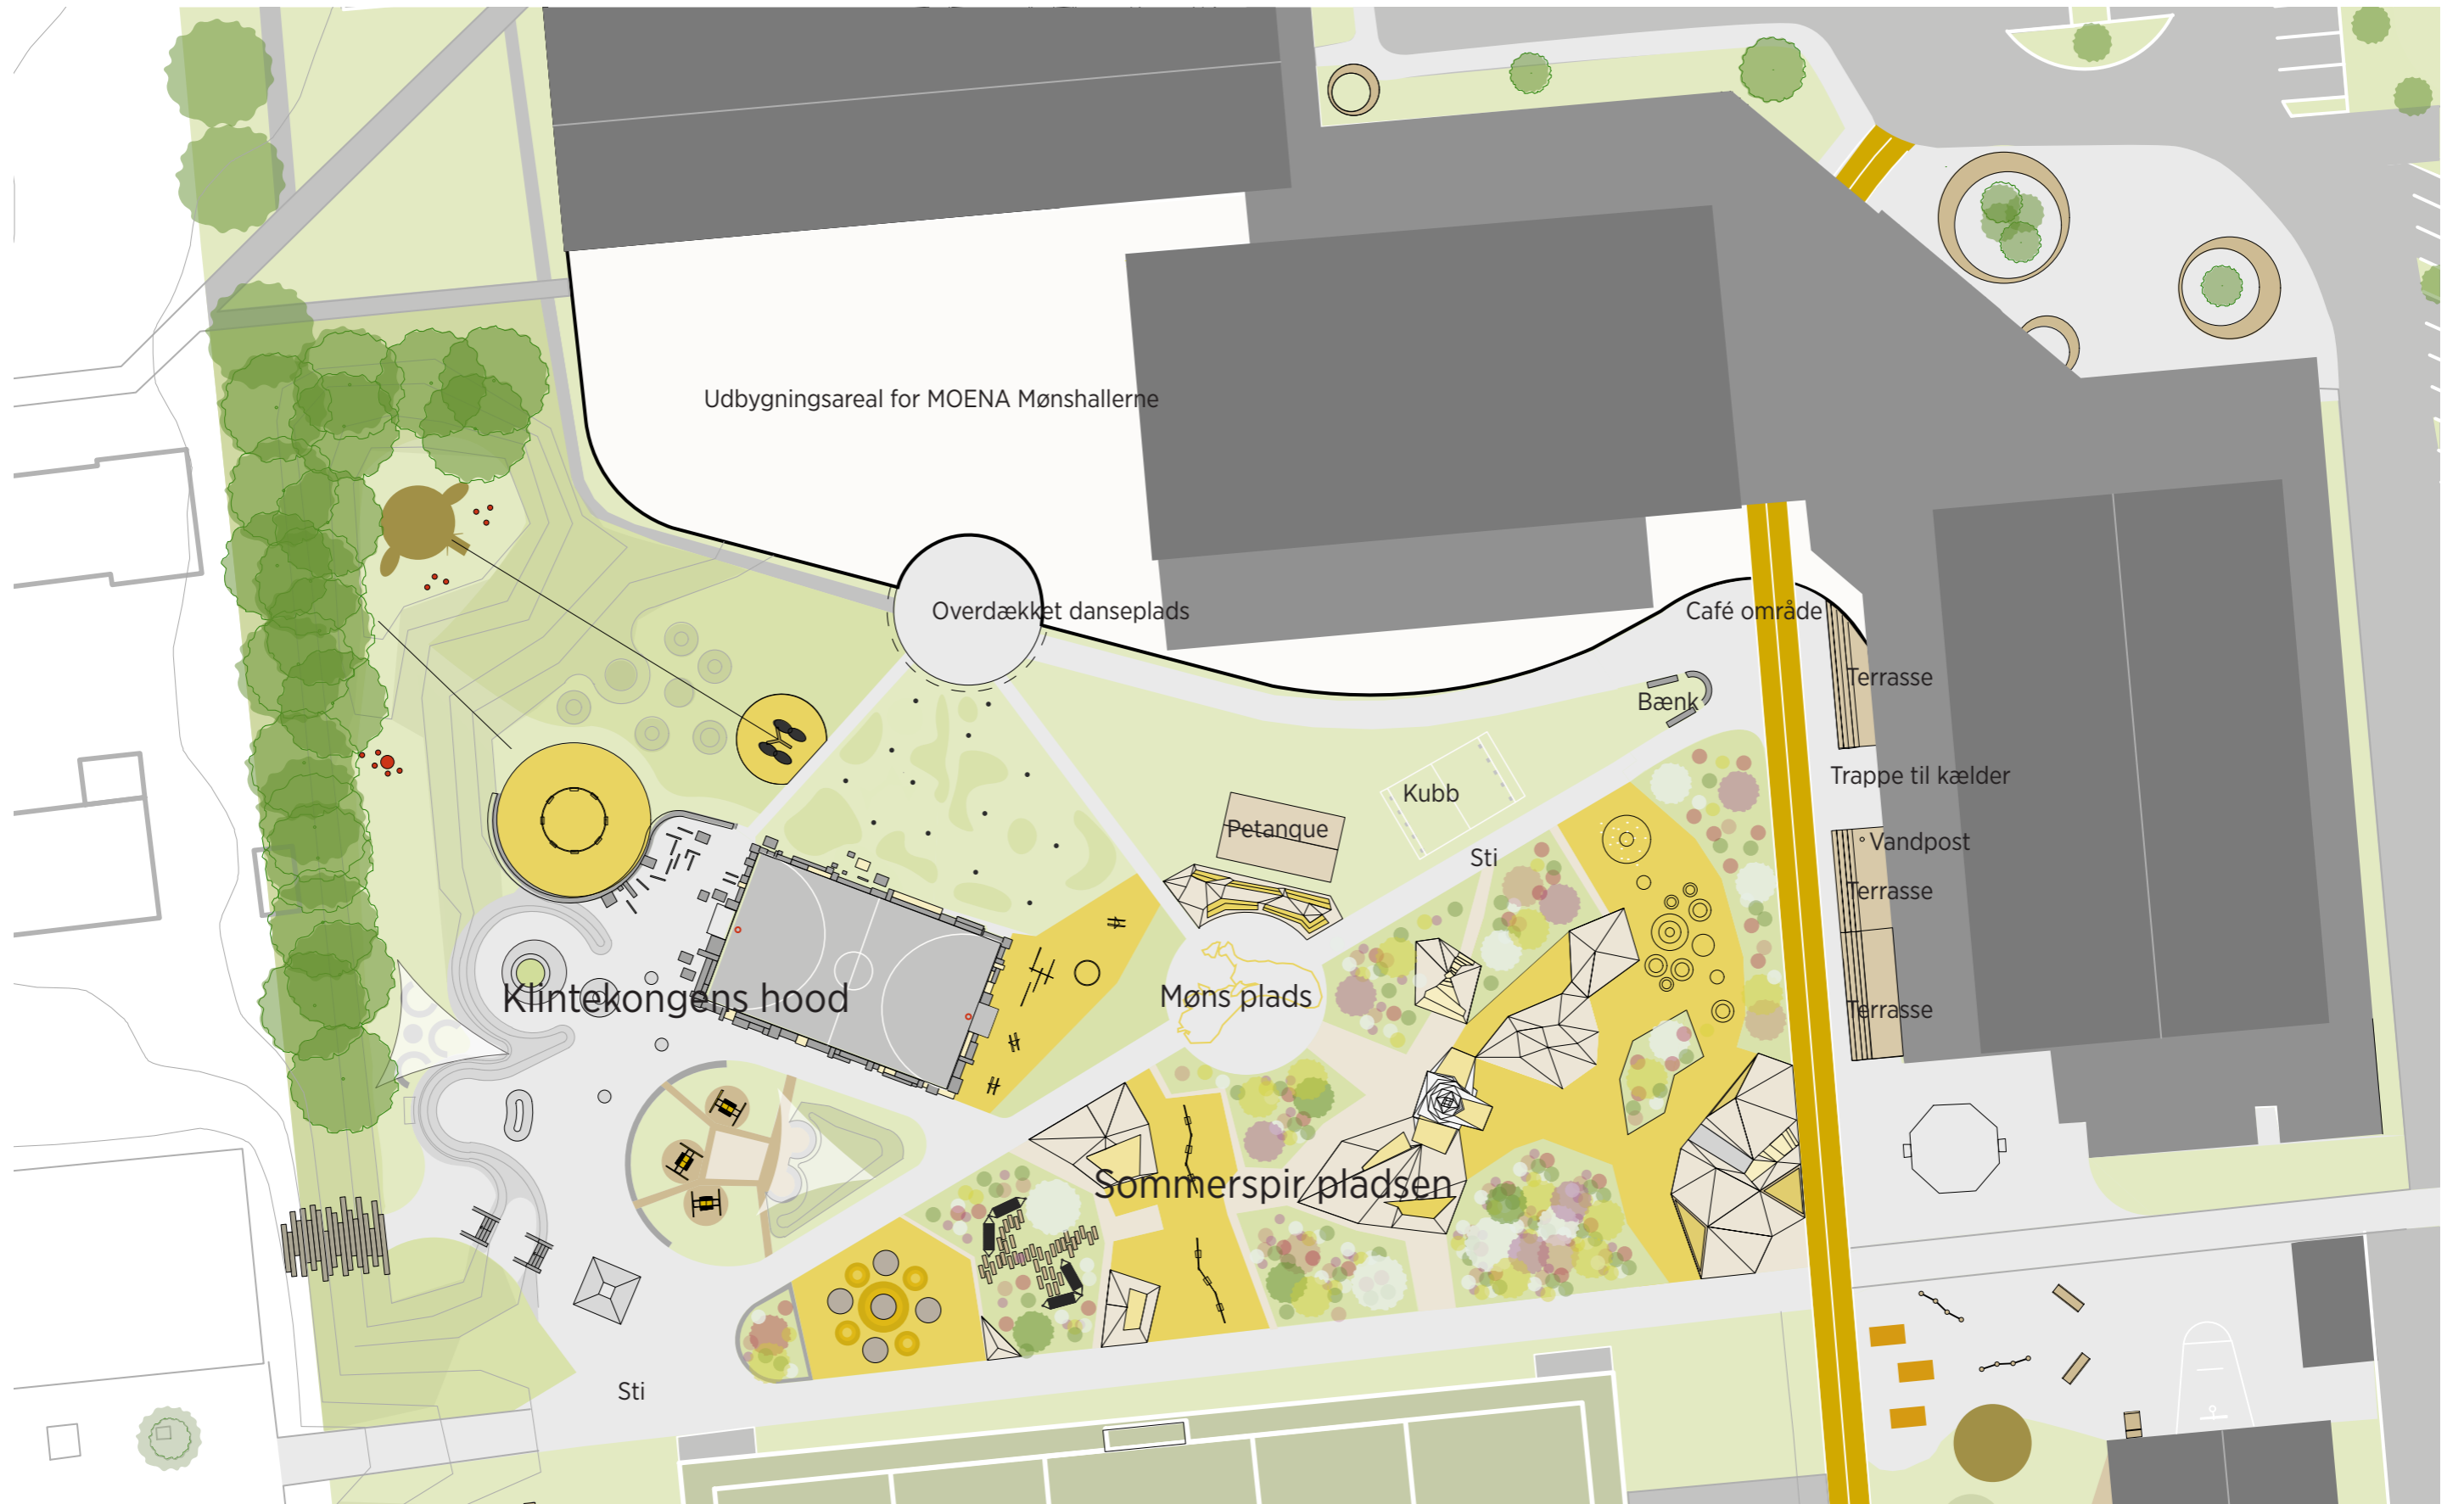 Udbygningsareal for MOENA Mønshallerne
Overdækket danseplads
Café område
Terrasse
Bænk
Trappe til kælder
Kubb
Petanque
Vandpost
Sti
Terrasse
Klintekongens hood
Møns plads
Terrasse
Sommerspir pladsen
Sti